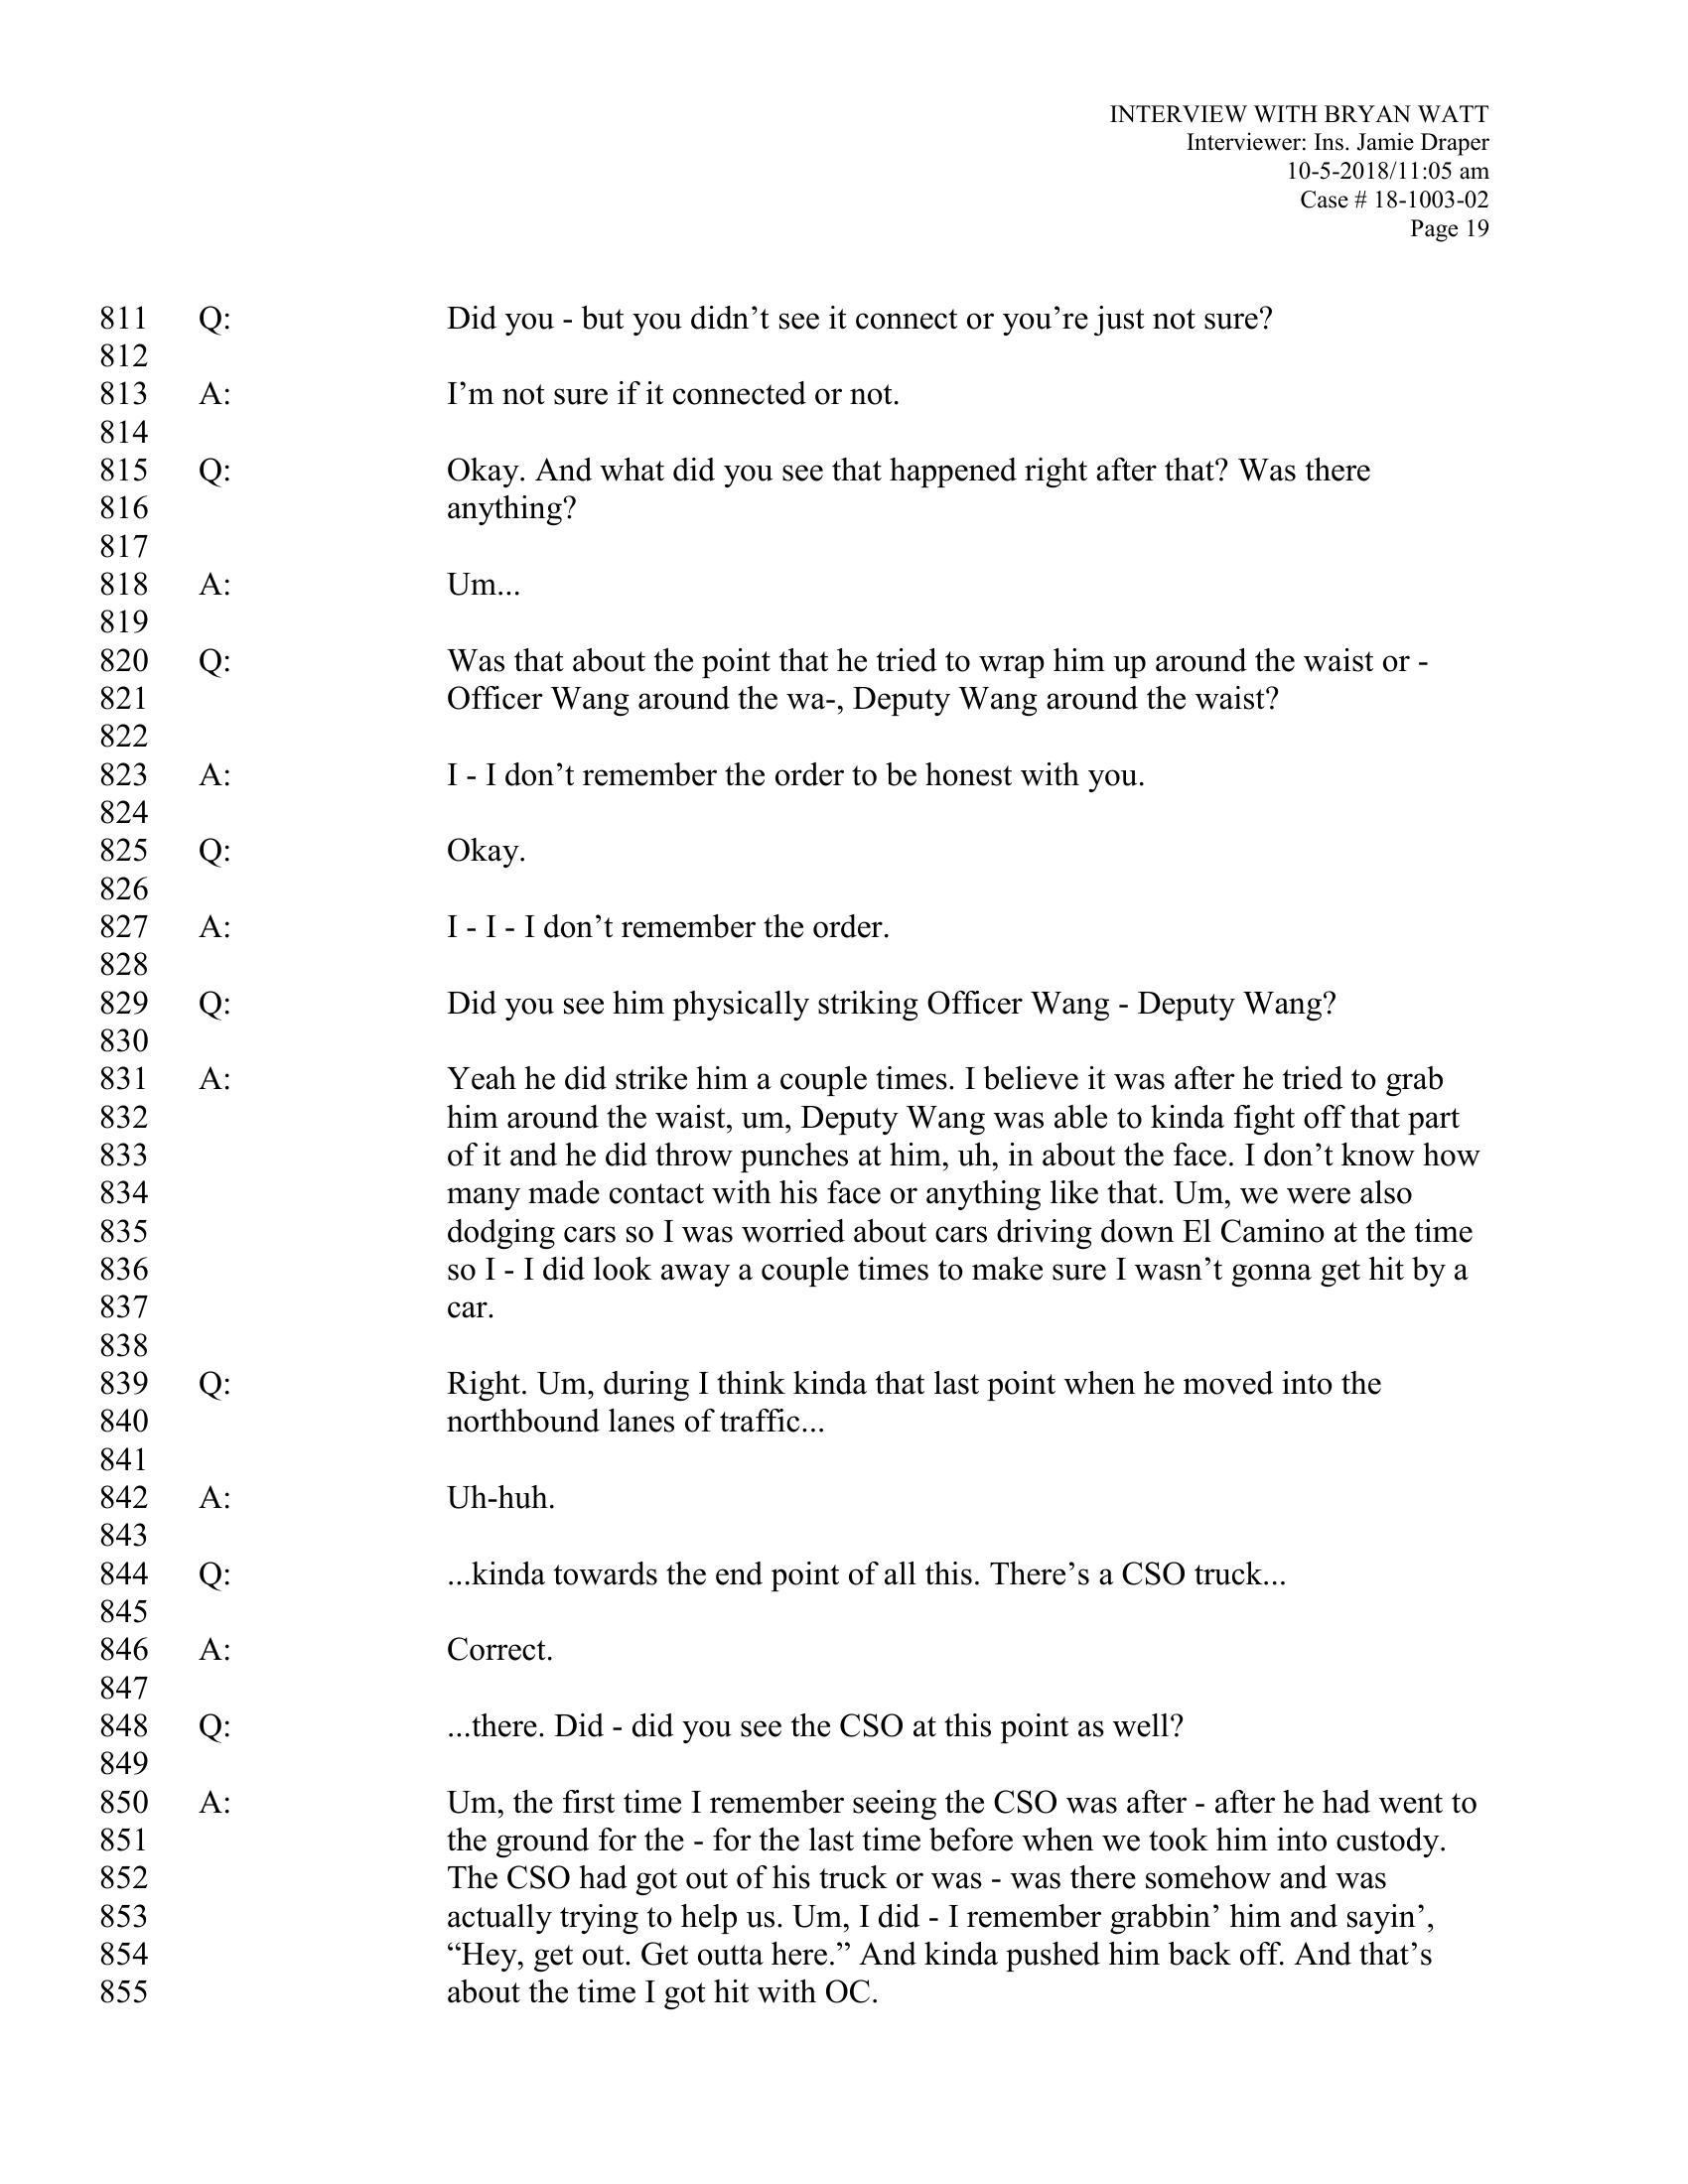 INTERVIEW WITH BRYAN WATT
Interviewer: Ins. Jamie Draper
10-5-2018/11:05 am
Case # 18-1003-02
Page 19
811 Q: Did you - but you didn’t see it connect or you’re just not sure?
812
813 A: I’m not sure if it connected or not.
814
815 Q: Okay. And what did you see that happened right after that? Was there
816 anything?
817
818 A: Um...
819
820 Q: Was that about the point that he tried to wrap him up around the waist or -
821 Officer Wang around the wa-, Deputy Wang around the waist?
822
823 A: I - I don’t remember the order to be honest with you.
824
825 Q: Okay.
826
827 A: I - I - I don’t remember the order.
828
829 Q: Did you see him physically striking Officer Wang - Deputy Wang?
830
831 A: Yeah he did strike him a couple times. I believe it was after he tried to grab
832 him around the waist, um, Deputy Wang was able to kinda fight off that part
833 of it and he did throw punches at him, uh, in about the face. I don’t know how
834 many made contact with his face or anything like that. Um, we were also
835 dodging cars so I was worried about cars driving down El Camino at the time
836 so I - I did look away a couple times to make sure I wasn’t gonna get hit by a
837 car.
838
839 Q: Right. Um, during I think kinda that last point when he moved into the
840 northbound lanes of traffic...
841
842 A: Uh-huh.
843
844 Q: ...kinda towards the end point of all this. There’s a CSO truck...
845
846 A: Correct.
847
848 Q: ...there. Did - did you see the CSO at this point as well?
849
850 A: Um, the first time I remember seeing the CSO was after - after he had went to
851 the ground for the - for the last time before when we took him into custody.
852 The CSO had got out of his truck or was - was there somehow and was
853 actually trying to help us. Um, I did - I remember grabbin’ him and sayin’,
854 “Hey, get out. Get outta here.” And kinda pushed him back off. And that’s
855 about the time I got hit with OC.